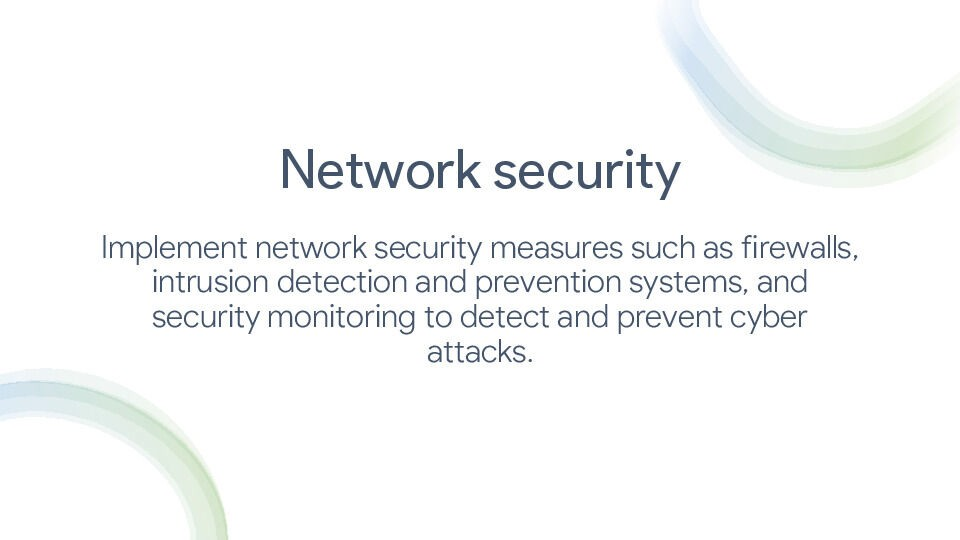 Network security
Implement network security measures such as firewalls,
intrusion detection and prevention systems, and
security monitoring to detect and prevent cyber
attacks.